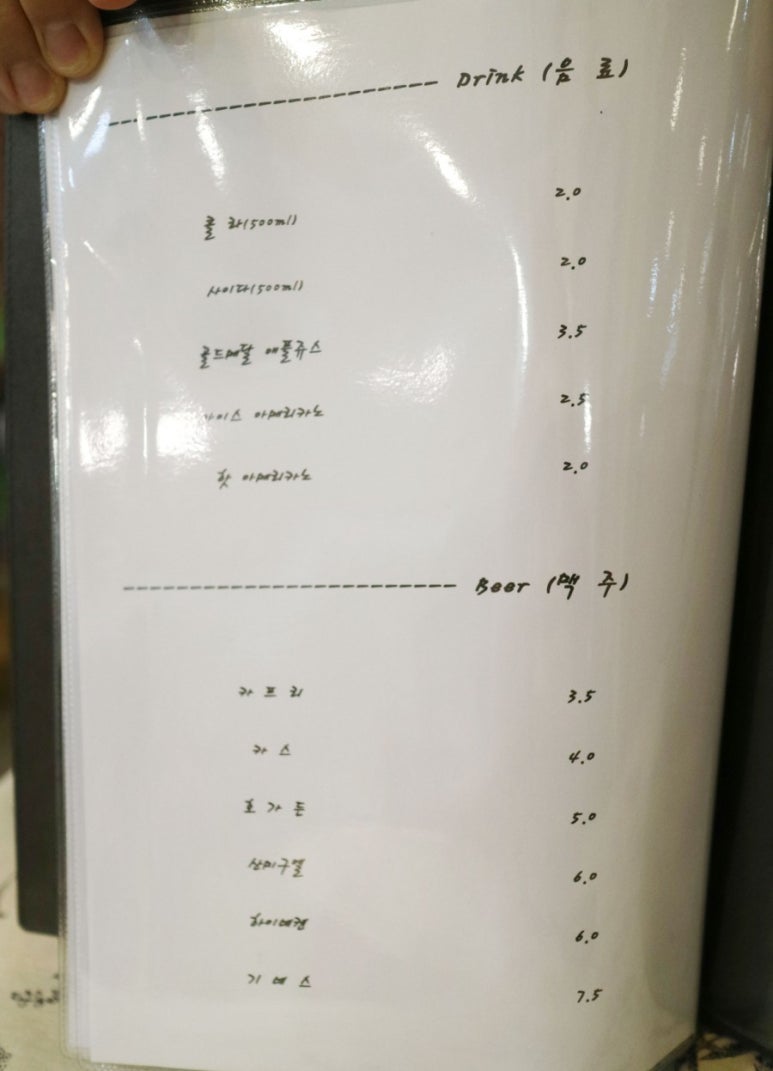 Drink (음 료)
콜 라(500ml) 2.0
사이다(500ml) 2.0
골드메달 애플쥬스 3.5
아이스 아메리카노 2.5
핫 아메리카노 2.0
Beer (맥 주)
카 프 리 3.5
카 스 4.0
호 가 든 5.0
산미구엘 6.0
하이네켄 6.0
기 네 스 7.5